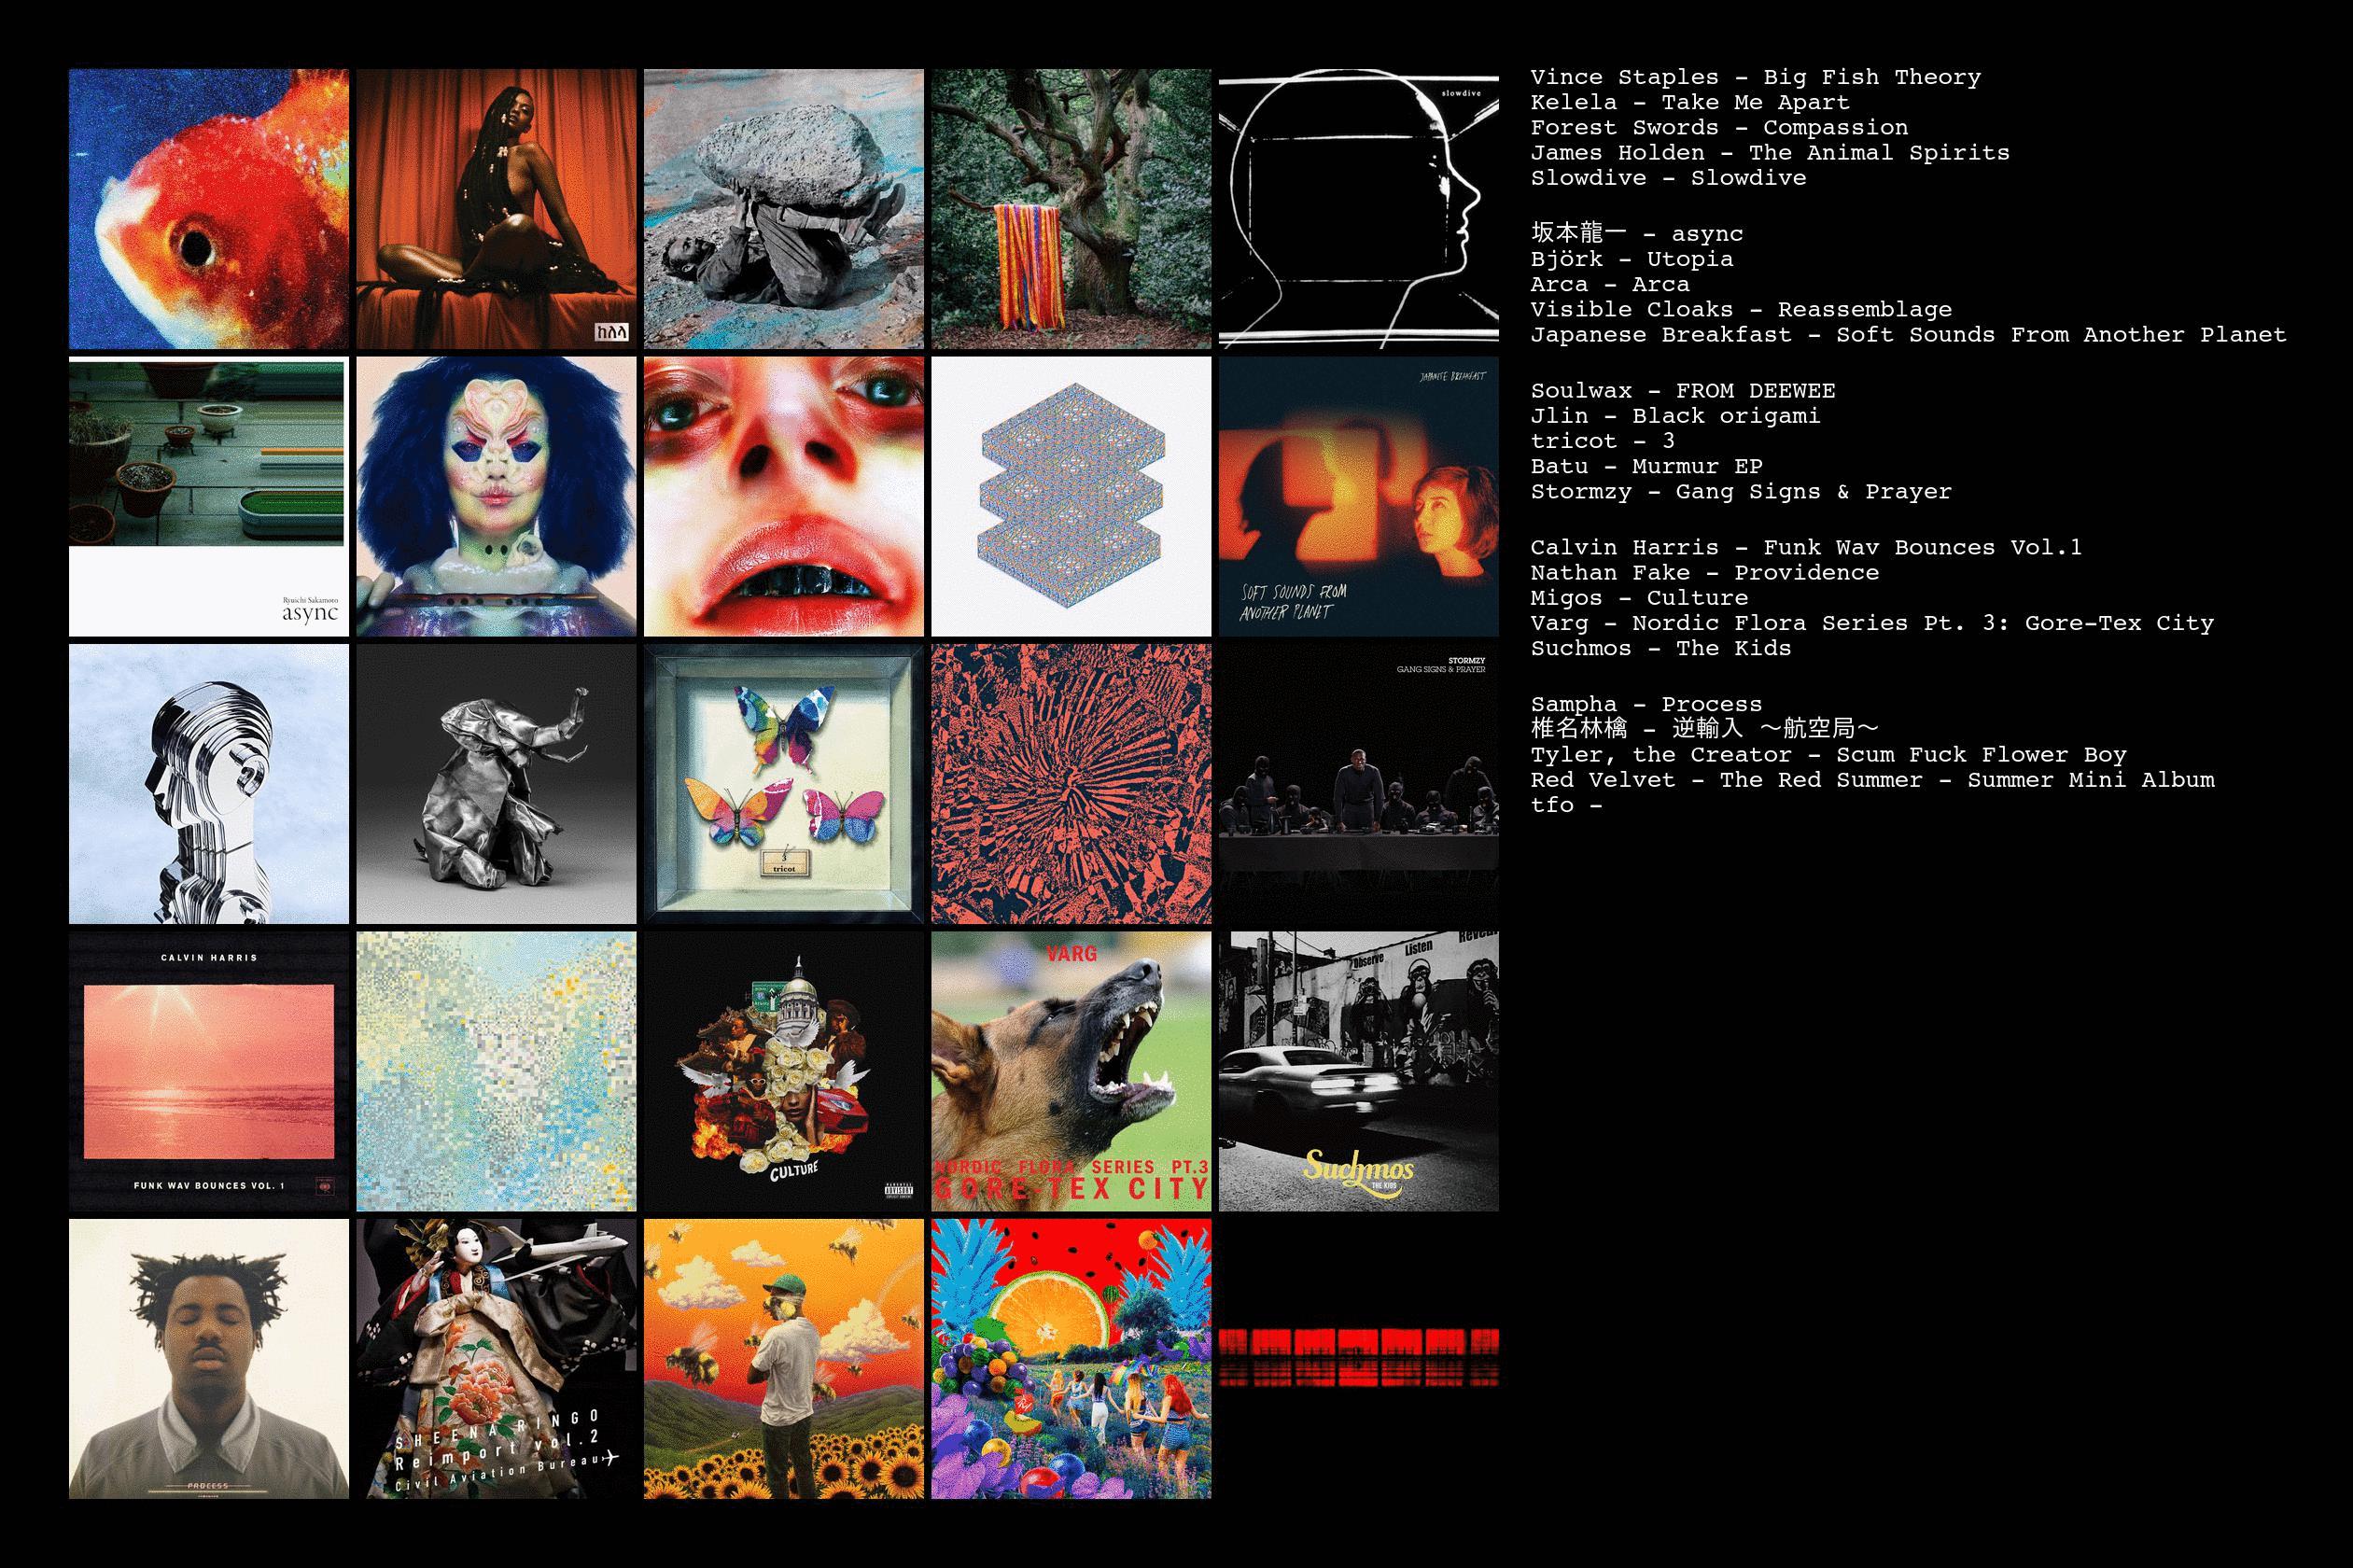 Vince Staples - Big Fish Theory
Kelela - Take Me Apart
Forest Swords - Compassion
James Holden - The Animal Spirits
Slowdive - Slowdive
坂本龍一 - async
Björk - Utopia
Arca - Arca
Visible Cloaks - Reassemblage
Japanese Breakfast - Soft Sounds From Another Planet
Soulwax - FROM DEEWEE
Jlin - Black origami
tricot - 3
Batu - Murmur EP
Stormzy - Gang Signs & Prayer
Calvin Harris - Funk Wav Bounces Vol.1
Nathan Fake - Providence
Migos - Culture
Varg - Nordic Flora Series Pt. 3: Gore-Tex City
Suchmos - The Kids
Sampha - Process
椎名林檎 - 逆輸入 ～航空局～
Tyler, the Creator - Scum Fuck Flower Boy
Red Velvet - The Red Summer - Summer Mini Album
tfo -
ከለላ
slowdive
Ryuichi Sakamoto
async
JAPANESE BREAKFAST
SOFT SOUNDS FROM
ANOTHER PLANET
3
tricot
STORMZY
GANG SIGNS & PRAYER
CALVIN HARRIS
FUNK WAV BOUNCES VOL. 1
CULTURE
PARENTAL
ADVISORY
EXPLICIT CONTENT
VARG
NORDIC FLORA SERIES PT.3
GORE-TEX CITY
Observe
Listen
Suchmos
THE KIDS
PROCESS
SHEENA RINGO
Reimport vol.2
Civil Aviation Bureau